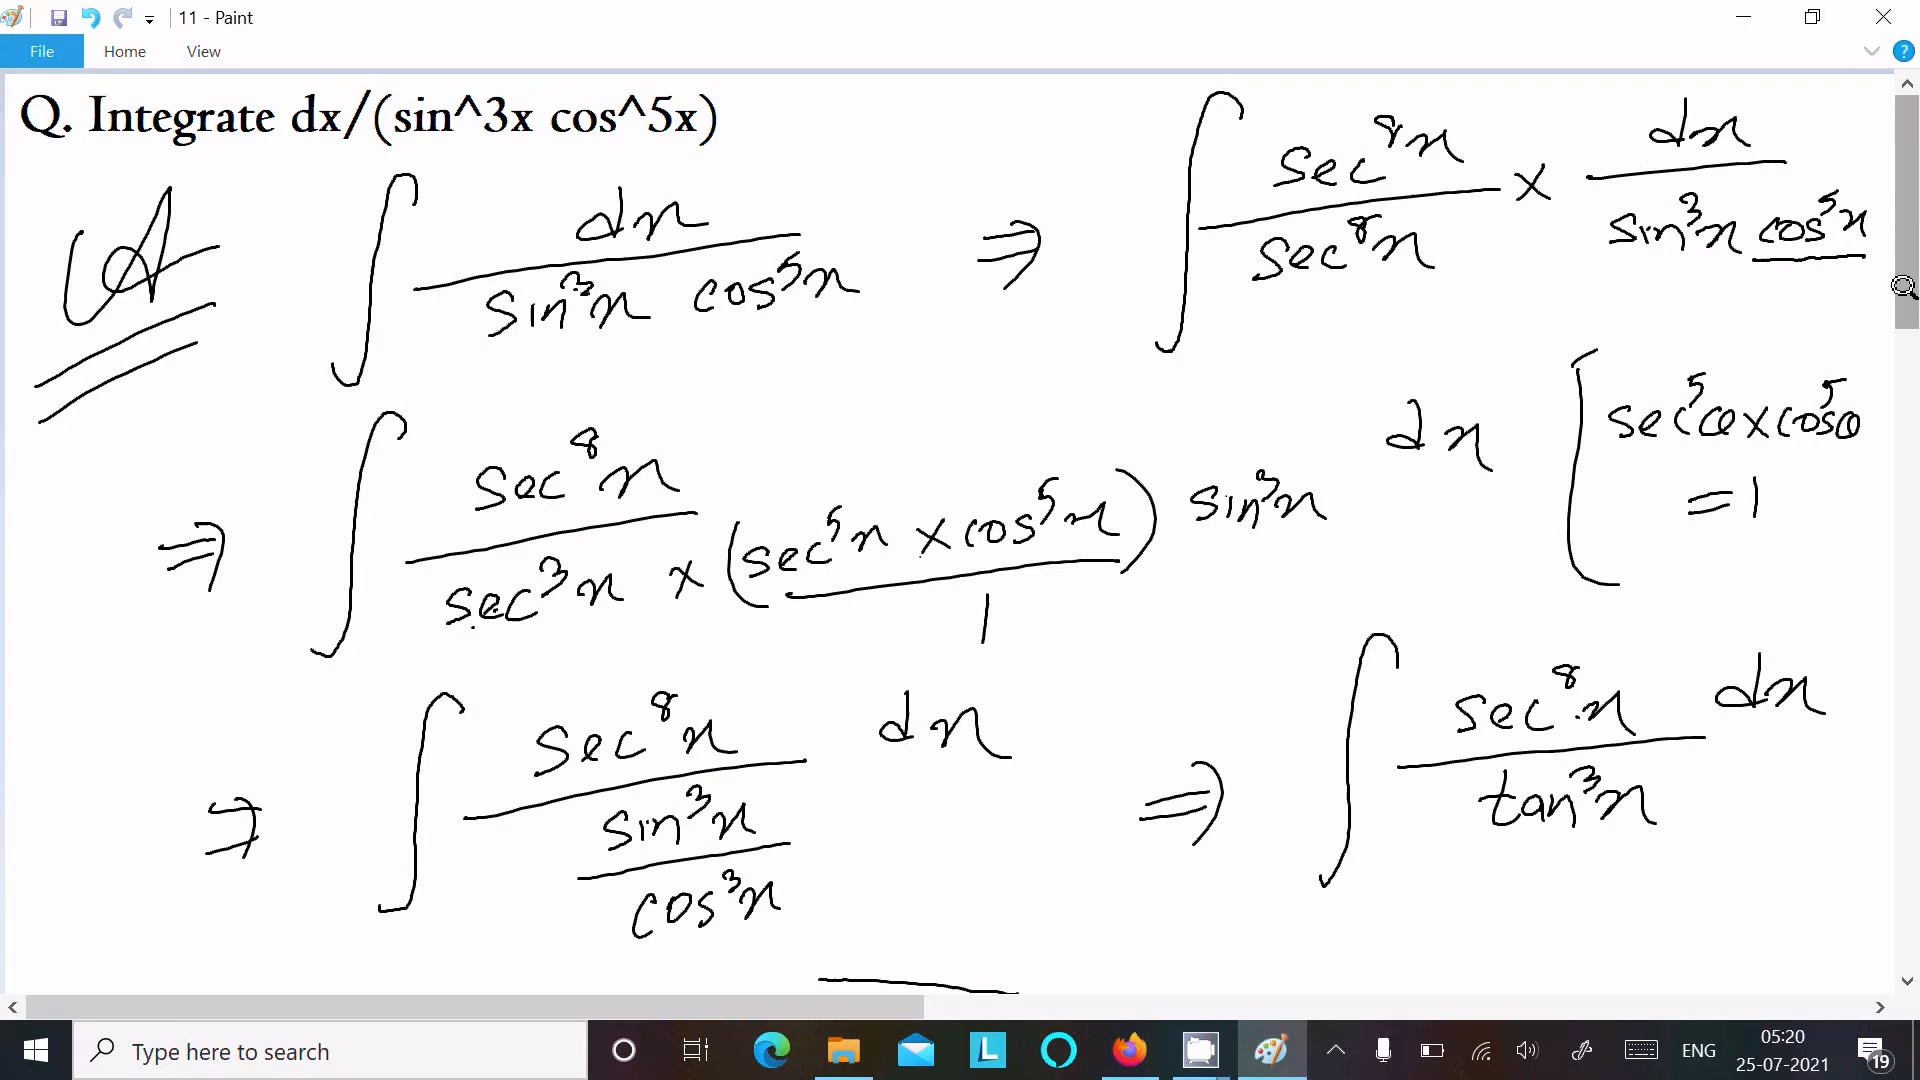 11 - Paint
File Home View
Q. Integrate dx/(sin^3x cos^5x)
A
∫ dx / (sin³x cos⁵x) ⇒ ∫ sec⁸x / sec⁸x × dx / (sin³x cos⁵x)
⇒ ∫ sec⁸x / (sec³x × (sec⁵x × cos⁵x) sin³x) dx [sec⁵θ × cos⁵θ
1
= 1
⇒ ∫ sec⁸x / (sin³x / cos³x) dx ⇒ ∫ sec⁸x / tan³x dx
Type here to search
L
ENG
05:20
25-07-2021
19